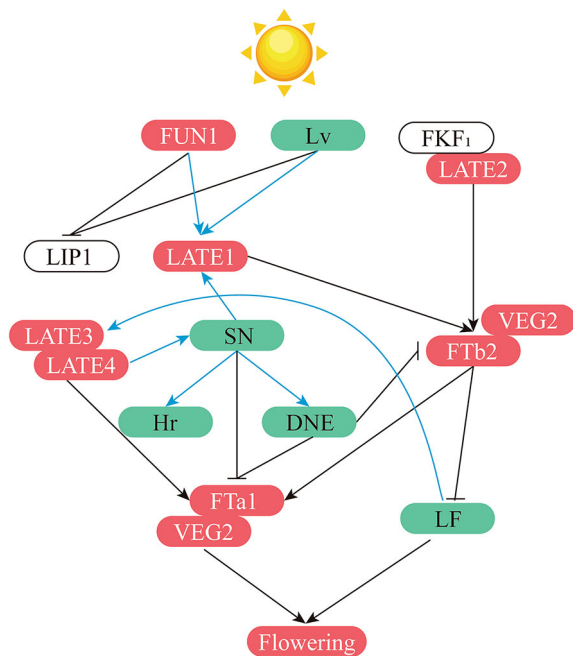 FUN1
Lv
FKF₁
LATE2
LIP1
LATE1
VEG2
FTb2
LATE3
LATE4
SN
Hr
DNE
FTa1
VEG2
LF
Flowering